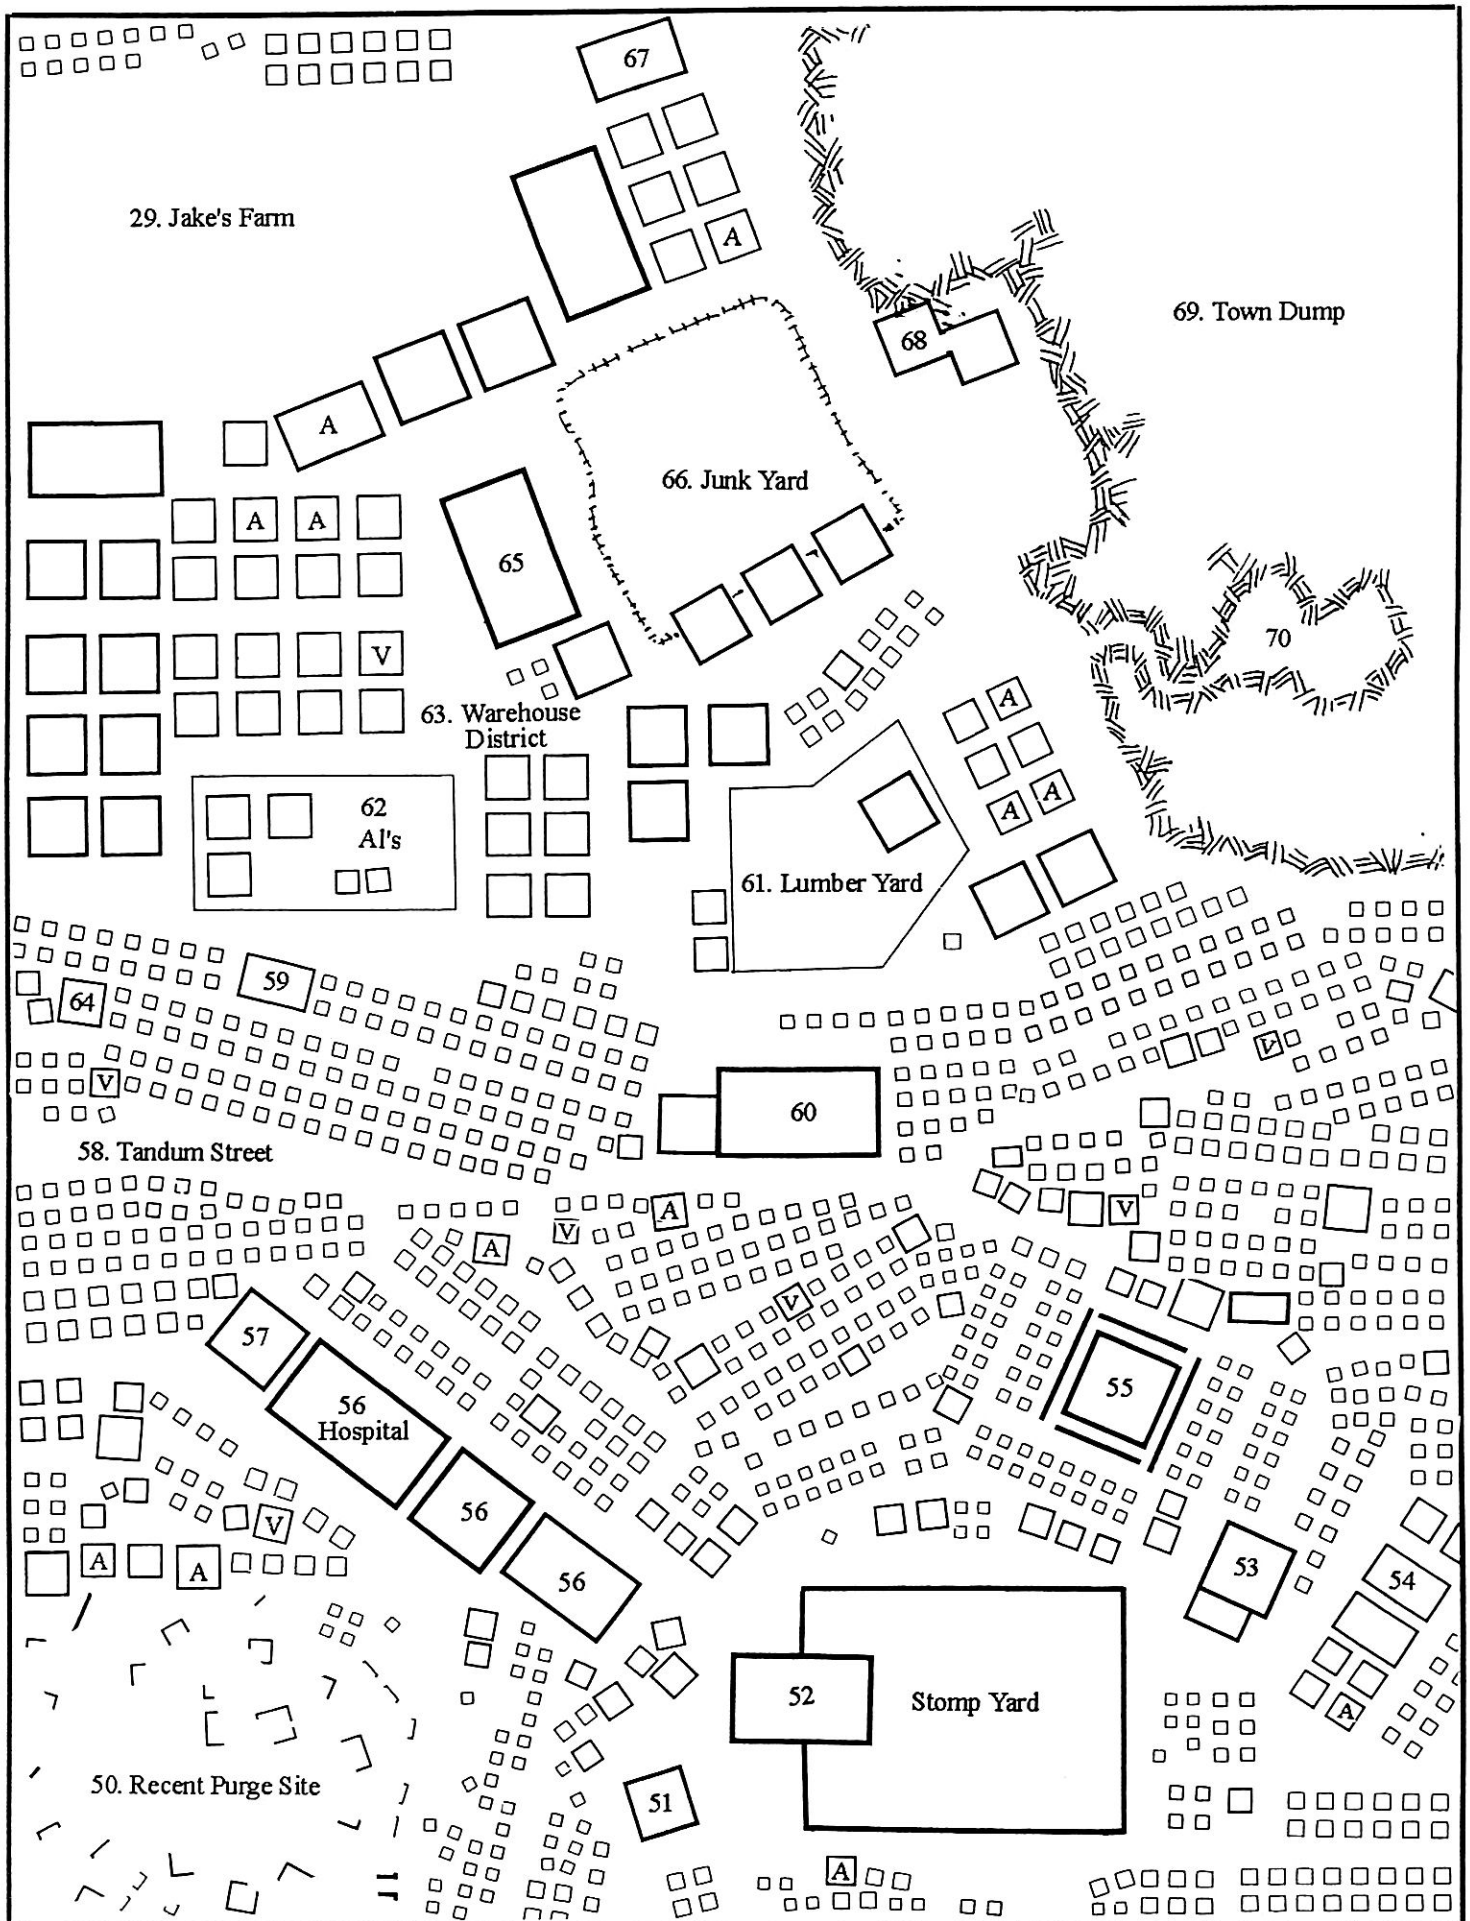 67
29. Jake's Farm
A
69. Town Dump
68
A
66. Junk Yard
A
A
65
70
V
A
63. Warehouse
District
62
Al's
A
A
61. Lumber Yard
59
64
V
V
60
58. Tandum Street
V
A
V
A
V
57
55
56
Hospital
56
V
A
A
53
54
56
52
Stomp Yard
A
50. Recent Purge Site
51
A